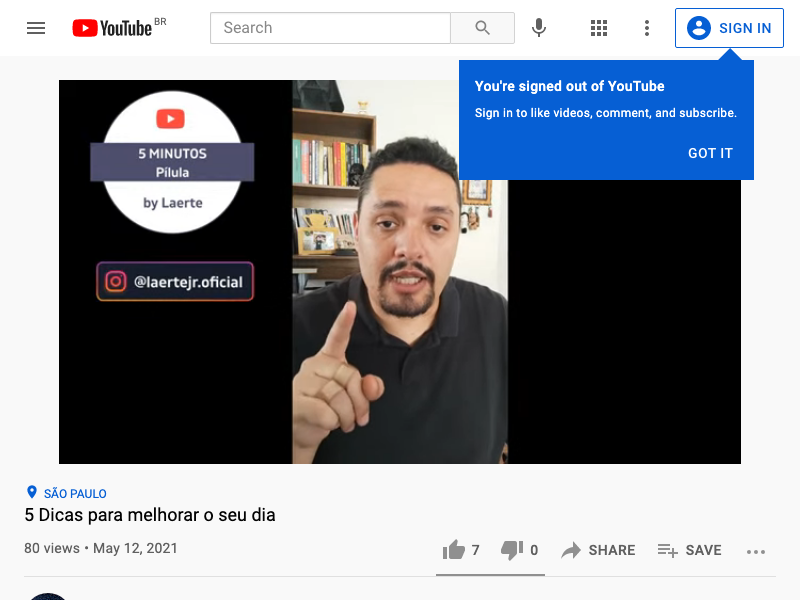 YouTube BR
Search
SIGN IN
You're signed out of YouTube
Sign in to like videos, comment, and subscribe.
GOT IT
5 MINUTOS
Pílula
by Laerte
@laertejr.oficial
SÃO PAULO
5 Dicas para melhorar o seu dia
80 views • May 12, 2021
7
0
SHARE
SAVE